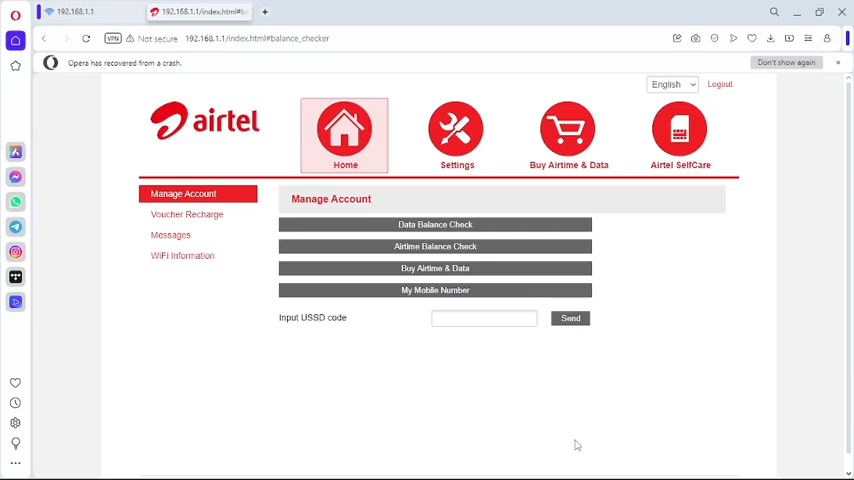 192.168.1.1
192.168.1.1/index.html#b
VPN
Not secure
192.168.1.1/index.html#balance_checker
Opera has recovered from a crash.
Don't show again
English
Logout
airtel
Home
Settings
Buy Airtime & Data
Airtel SelfCare
Manage Account
Voucher Recharge
Messages
WiFi Information
Manage Account
Data Balance Check
Airtime Balance Check
Buy Airtime & Data
My Mobile Number
Input USSD code
Send